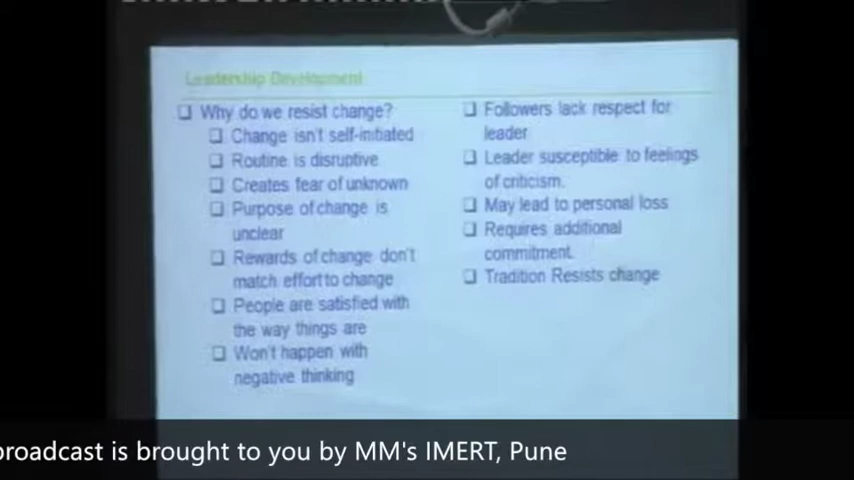 Leadership Development
Why do we resist change?
Change isn't self-initiated
Routine is disruptive
Creates fear of unknown
Purpose of change is
unclear
Rewards of change don't
match effort to change
People are satisfied with
the way things are
Won't happen with
negative thinking
Followers lack respect for
leader
Leader susceptible to feelings
of criticism.
May lead to personal loss
Requires additional
commitment.
Tradition Resists change
broadcast is brought to you by MM's IMERT, Pune